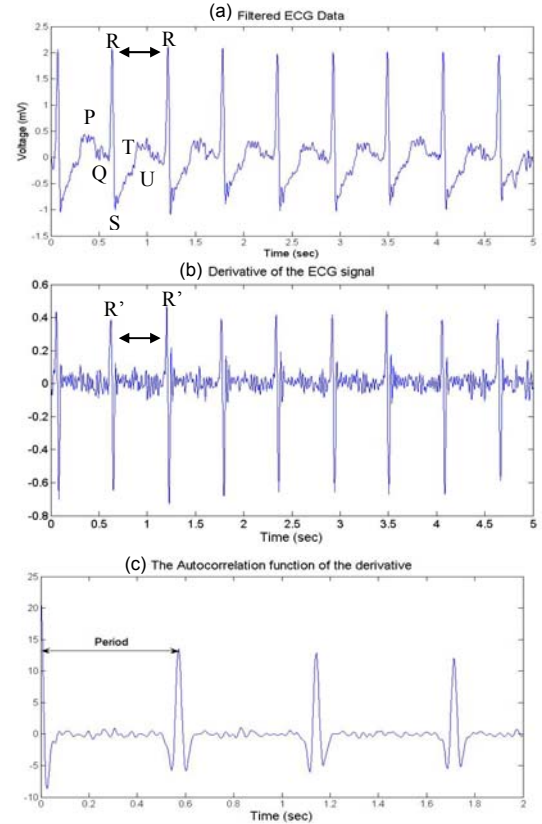 (a) Filtered ECG Data
Voltage (mV)
2.5
2
1.5
1
0.5
0
-0.5
-1
-1.5
R R
P
Q
T
U
S
0 0.5 1 1.5 2 2.5 3 3.5 4 4.5 5
Time (sec)
(b) Derivative of the ECG signal
0.6
0.4
0.2
0
-0.2
-0.4
-0.6
-0.8
R’ R’
0 0.5 1 1.5 2 2.5 3 3.5 4 4.5 5
Time (sec)
(c) The Autocorrelation function of the derivative
25
20
15
10
5
0
-5
-10
Period
0 0.2 0.4 0.6 0.8 1 1.2 1.4 1.6 1.8 2
Time (sec)